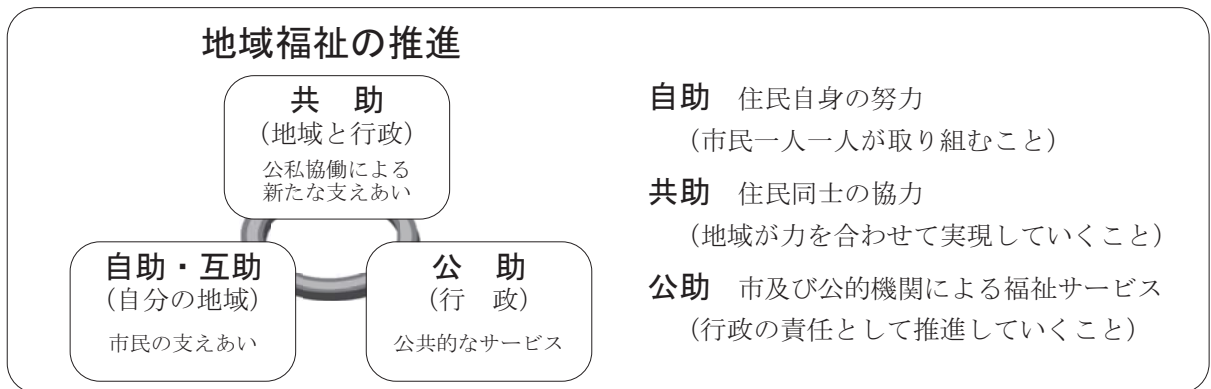 地域福祉の推進
共　助
（地域と行政）
公私協働による
新たな支えあい
自助・互助
（自分の地域）
市民の支えあい
公　助
（行　政）
公共的なサービス
自助　住民自身の努力
（市民一人一人が取り組むこと）
共助　住民同士の協力
（地域が力を合わせて実現していくこと）
公助　市及び公的機関による福祉サービス
（行政の責任として推進していくこと）